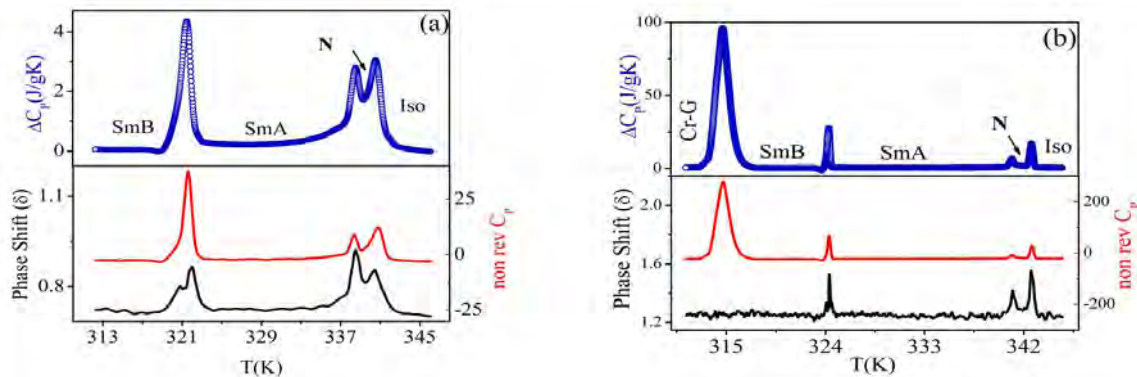 (a)
4
2
0
ΔCₚ(J/gK)
N
SmB
SmA
Iso
1.1
0.8
Phase Shift (δ)
25
0
-25
non rev Cₚ
313 321 329 337 345
T(K)
(b)
100
50
0
ΔCₚ(J/gK)
Cr-G
SmB
SmA
N
Iso
2.0
1.6
1.2
Phase Shift (δ)
200
0
-200
non rev Cₚ
315 324 333 342
T(K)